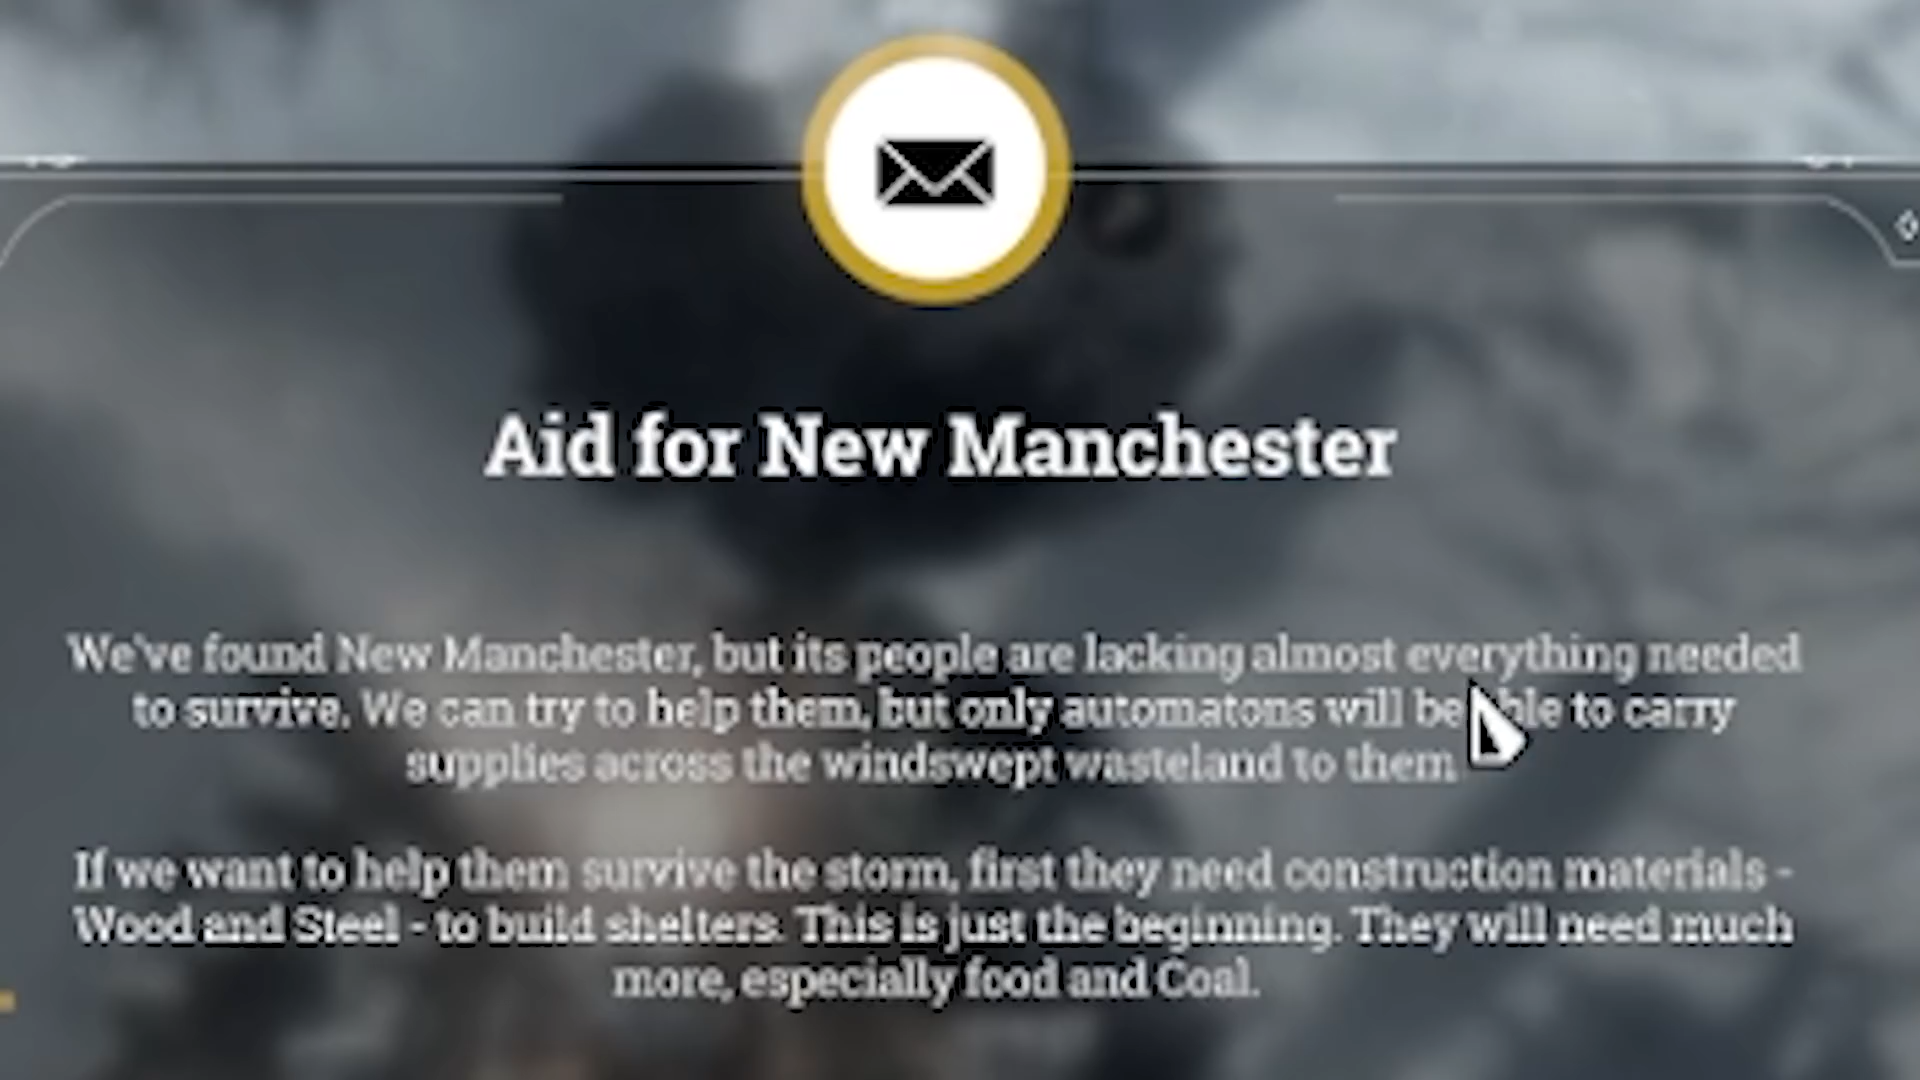 Aid for New Manchester
We've found New Manchester, but its people are lacking almost everything needed
to survive. We can try to help them, but only automatons will be able to carry
supplies across the windswept wasteland to them
If we want to help them survive the storm, first they need construction materials -
Wood and Steel - to build shelters. This is just the beginning. They will need much
more, especially food and Coal.